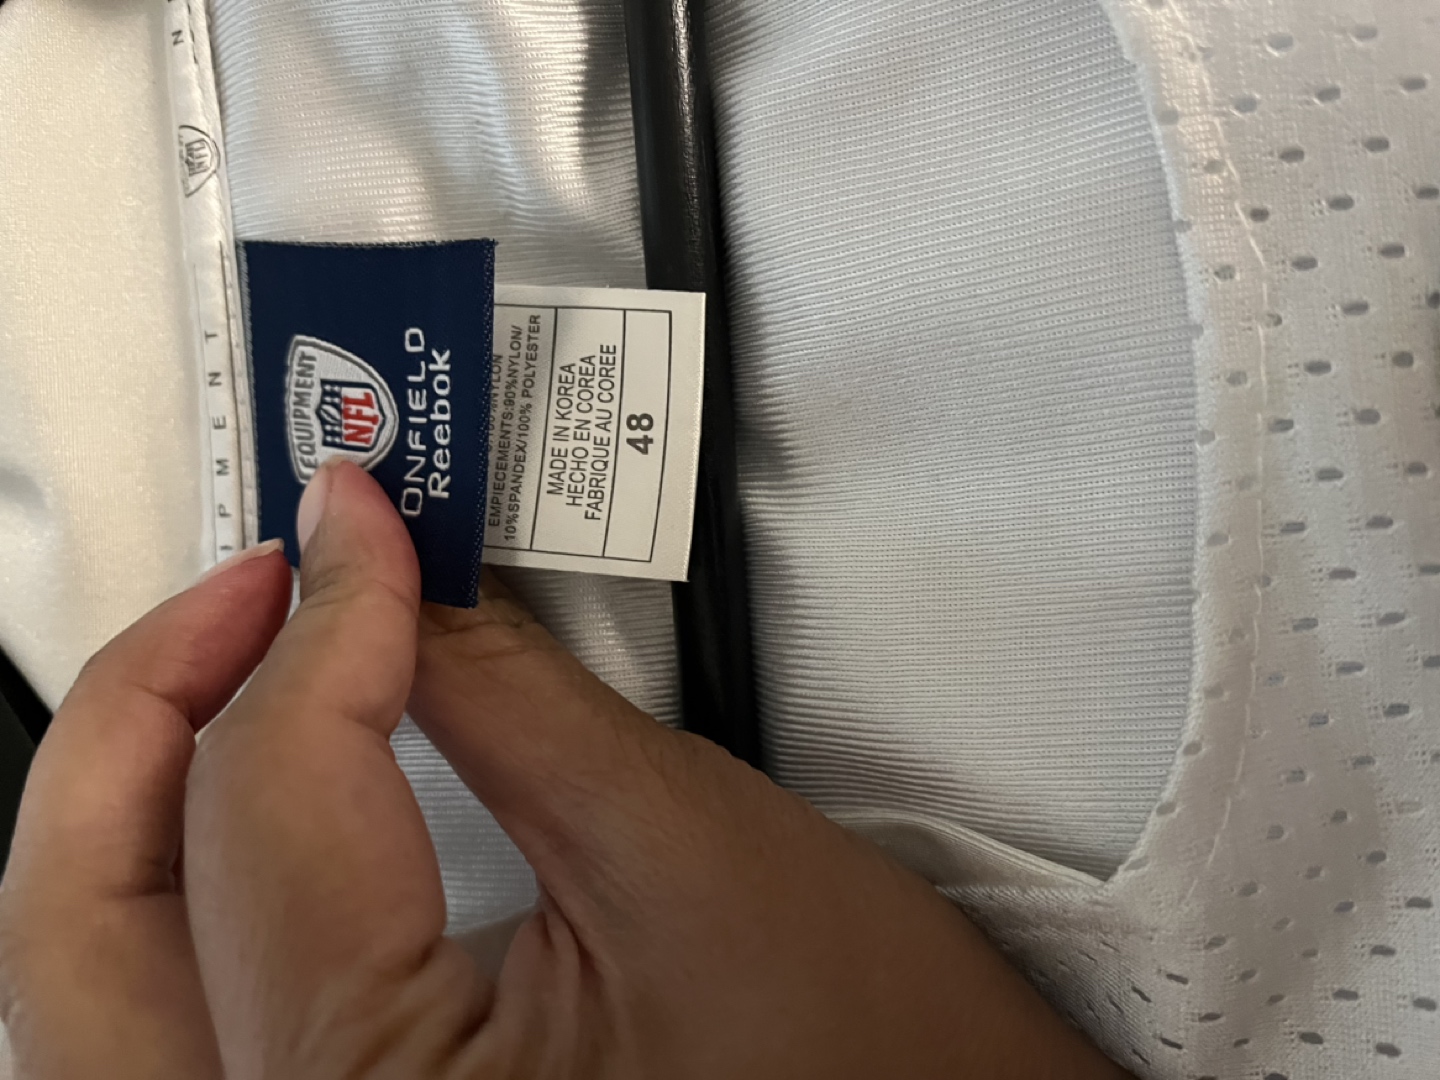 N
NFL
I P M E N T
EQUIPMENT
NFL
ONFIELD
Reebok
EMPIECEMENTS:90%NYLON/
10%SPANDEX/100% POLYESTER
MADE IN KOREA
HECHO EN COREA
FABRIQUE AU COREE
48